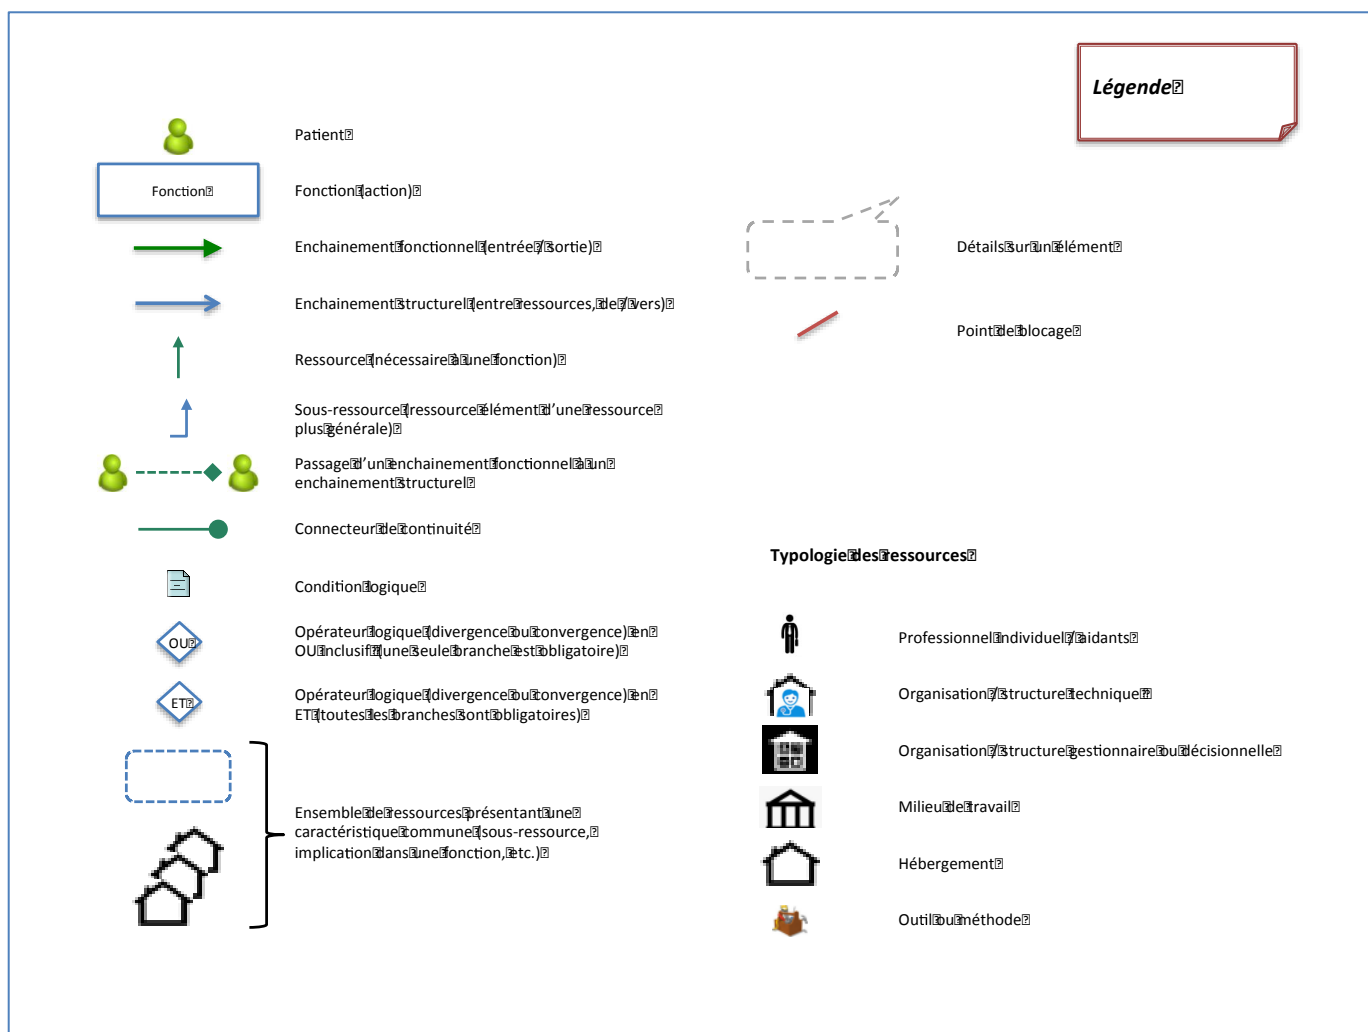 Légende
Patient
Fonction
Fonction (action)
Enchainement fonctionnel (entrée / sortie)
Enchainement structurel (entre ressources, de / vers)
Ressource (nécessaire à une fonction)
Sous-ressource (ressource élément d'une ressource
plus générale)
Passage d'un enchainement fonctionnel à un
enchainement structurel
Connecteur de continuité
Condition logique
OU
Opérateur logique (divergence ou convergence) en
OU inclusif (une seule branche est obligatoire)
ET
Opérateur logique (divergence ou convergence) en
ET (toutes les branches sont obligatoires)
Ensemble de ressources présentant une
caractéristique commune (sous-ressource,
implication dans une fonction, etc.)
Détails sur un élément
Point de blocage
Typologie des ressources
Professionnel individuel / aidants
Organisation / structure technique
Organisation / structure gestionnaire ou décisionnelle
Milieu de travail
Hébergement
Outil ou méthode